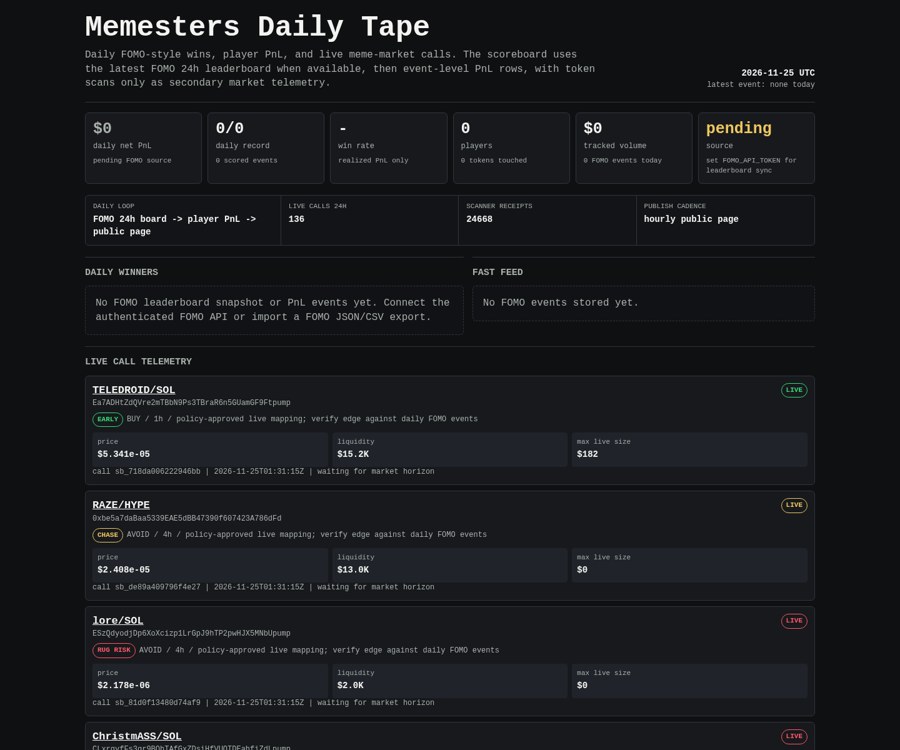 Memesters Daily Tape
Daily FOMO-style wins, player PnL, and live meme-market calls. The scoreboard uses
the latest FOMO 24h leaderboard when available, then event-level PnL rows, with token
scans only as secondary market telemetry.
2026-11-25 UTC
latest event: none today
$0
daily net PnL
pending FOMO source
0/0
daily record
0 scored events
-
win rate
realized PnL only
0
players
0 tokens touched
$0
tracked volume
0 FOMO events today
pending
source
set FOMO_API_TOKEN for
leaderboard sync
DAILY LOOP
FOMO 24h board -> player PnL ->
public page
LIVE CALLS 24H
136
SCANNER RECEIPTS
24668
PUBLISH CADENCE
hourly public page
DAILY WINNERS
No FOMO leaderboard snapshot or PnL events yet. Connect the
authenticated FOMO API or import a FOMO JSON/CSV export.
FAST FEED
No FOMO events stored yet.
LIVE CALL TELEMETRY
TELEDROID/SOL
LIVE
Ea7ADHtZdQVre2mTBbN9Ps3TBraR6n5GUamGF9Ftpump
EARLY BUY / 1h / policy-approved live mapping; verify edge against daily FOMO events
price
$5.341e-05
liquidity
$15.2K
max live size
$182
call sb_718da006222946bb | 2026-11-25T01:31:15Z | waiting for market horizon
RAZE/HYPE
LIVE
0xbe5a7daBaa5339EAE5dBB47390f607423A786dFd
CHASE AVOID / 4h / policy-approved live mapping; verify edge against daily FOMO events
price
$2.408e-05
liquidity
$13.0K
max live size
$0
call sb_de89a409796f4e27 | 2026-11-25T01:31:15Z | waiting for market horizon
lore/SOL
LIVE
ESzQdyodjDp6XoXcizp1LrGpJ9hTP2pwHJX5MNbUpump
RUG RISK AVOID / 4h / policy-approved live mapping; verify edge against daily FOMO events
price
$2.178e-06
liquidity
$2.0K
max live size
$0
call sb_81d0f13480d74af9 | 2026-11-25T01:31:15Z | waiting for market horizon
ChristmASS/SOL
LIVE